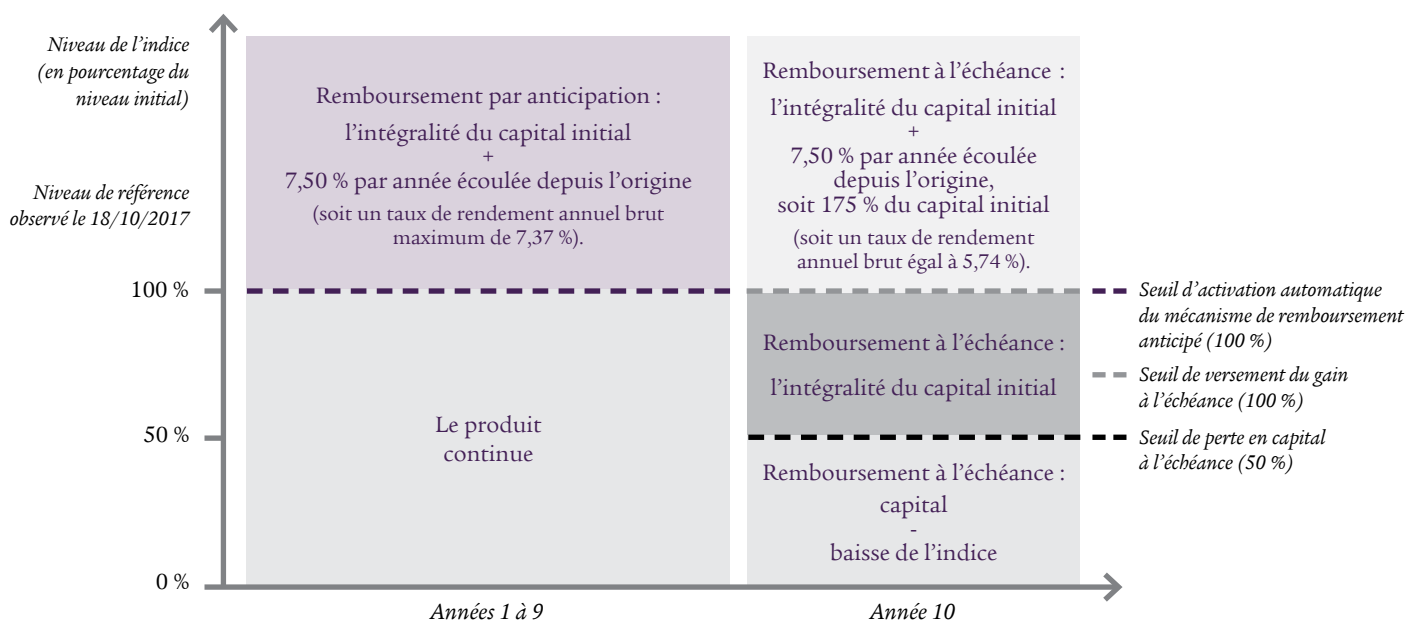 Niveau de l’indice
(en pourcentage du
niveau initial)
Niveau de référence
observé le 18/10/2017
100 %
50 %
0 %
Remboursement par anticipation :
l’intégralité du capital initial
+
7,50 % par année écoulée depuis l’origine
(soit un taux de rendement annuel brut
maximum de 7,37 %).
Le produit
continue
Remboursement à l’échéance :
l’intégralité du capital initial
+
7,50 % par année écoulée
depuis l’origine,
soit 175 % du capital initial
(soit un taux de rendement
annuel brut égal à 5,74 %).
Remboursement à l’échéance :
l’intégralité du capital initial
Remboursement à l’échéance :
capital
-
baisse de l’indice
Seuil d’activation automatique
du mécanisme de remboursement
anticipé (100 %)
Seuil de versement du gain
à l’échéance (100 %)
Seuil de perte en capital
à l’échéance (50 %)
Années 1 à 9
Année 10